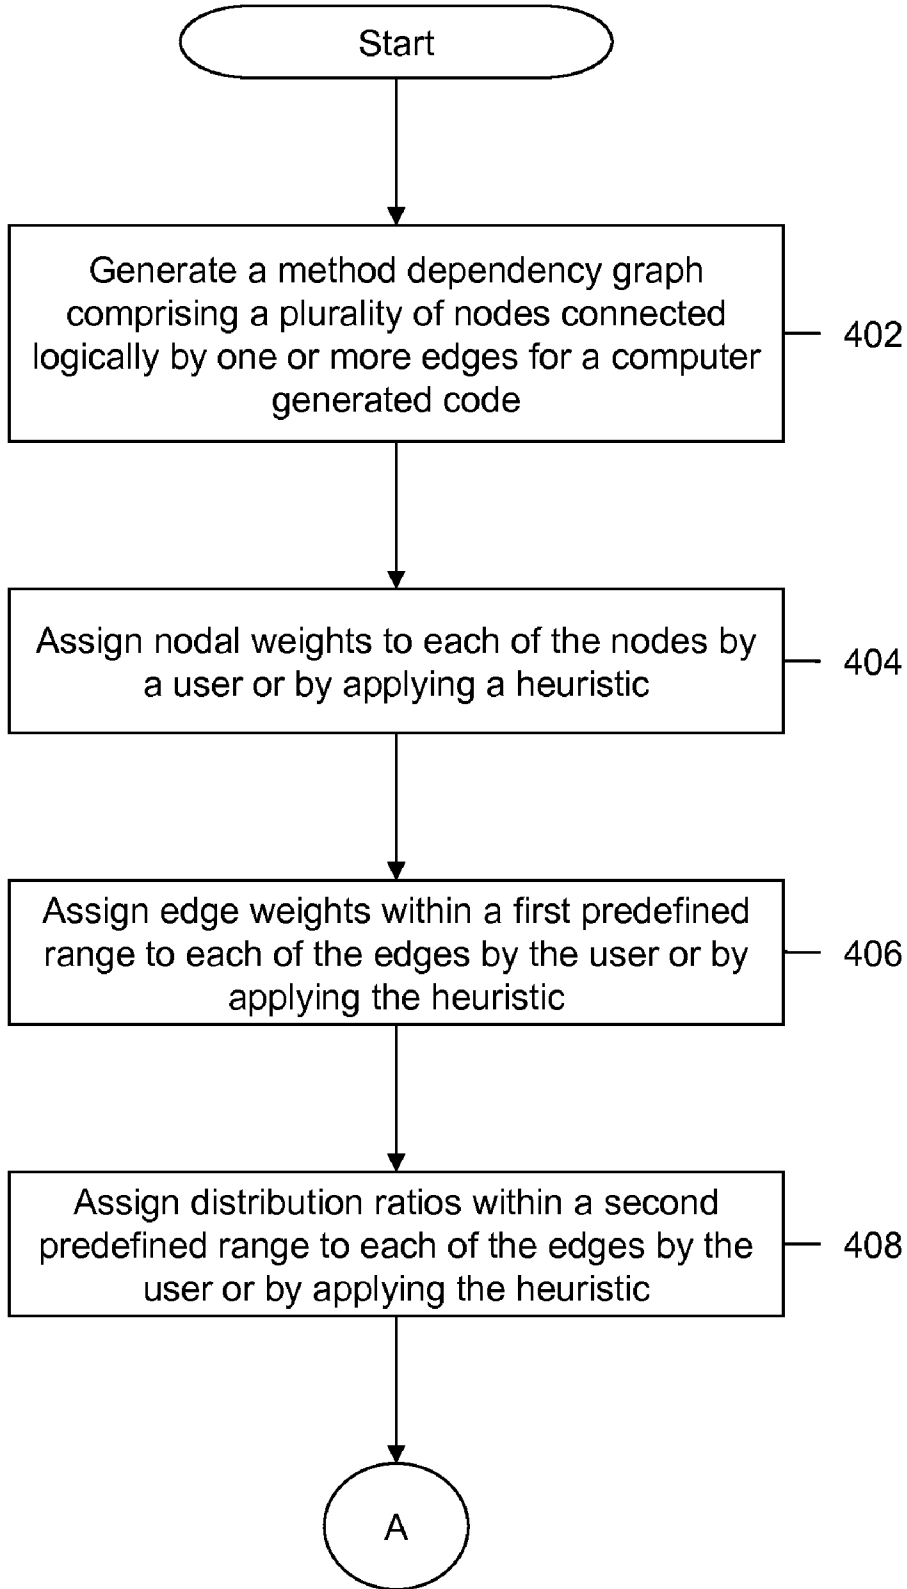 Start
Generate a method dependency graph
comprising a plurality of nodes connected
logically by one or more edges for a computer
generated code
402
Assign nodal weights to each of the nodes by
a user or by applying a heuristic
404
Assign edge weights within a first predefined
range to each of the edges by the user or by
applying the heuristic
406
Assign distribution ratios within a second
predefined range to each of the edges by the
user or by applying the heuristic
408
A